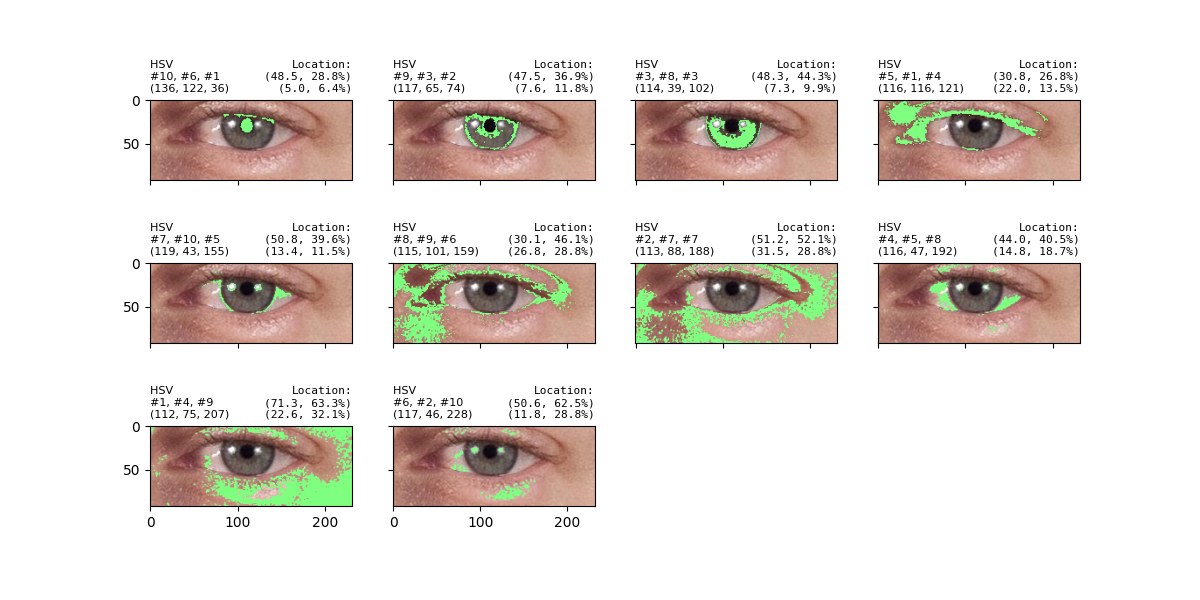 HSV Location:
#10, #6, #1 (48.5, 28.8%)
(136, 122, 36) (5.0, 6.4%)
HSV Location:
#9, #3, #2 (47.5, 36.9%)
(117, 65, 74) (7.6, 11.8%)
HSV Location:
#3, #8, #3 (48.3, 44.3%)
(114, 39, 102) (7.3, 9.9%)
HSV Location:
#5, #1, #4 (30.8, 26.8%)
(116, 116, 121) (22.0, 13.5%)
0
50
HSV Location:
#7, #10, #5 (50.8, 39.6%)
(119, 43, 155) (13.4, 11.5%)
HSV Location:
#8, #9, #6 (30.1, 46.1%)
(115, 101, 159) (26.8, 28.8%)
HSV Location:
#2, #7, #7 (51.2, 52.1%)
(113, 88, 188) (31.5, 28.8%)
HSV Location:
#4, #5, #8 (44.0, 40.5%)
(116, 47, 192) (14.8, 18.7%)
0
50
HSV Location:
#1, #4, #9 (71.3, 63.3%)
(112, 75, 207) (22.6, 32.1%)
HSV Location:
#6, #2, #10 (50.6, 62.5%)
(117, 46, 228) (11.8, 28.8%)
0
50
0 100 200
0 100 200